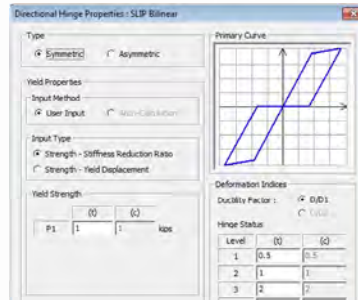 Directional Hinge Properties : SLIP Bilinear
Type
Symmetric Asymmetric
Yield Properties
Input Method
User Input Auto-Calculation
Input Type
Strength - Stiffness Reduction Ratio
Strength - Yield Displacement
Yield Strength
(t) (c)
P1 1 1 kips
Primary Curve
Deformation Indices
Ductility Factor : D/D1
Hinge Status
Level (t) (c)
1 0.5 0.5
2 1 1
3 2 2